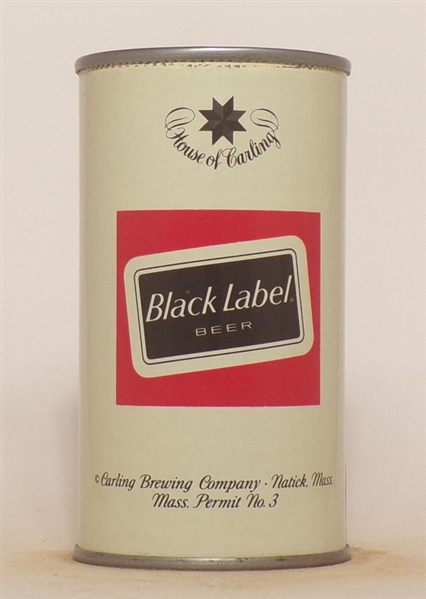 House of Carling
Black Label
BEER
© Carling Brewing Company - Natick, Mass.
Mass. Permit No. 3